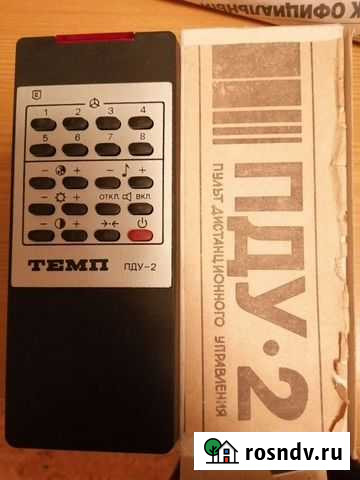 К ОФИЦИАЛЬНЫЙ
1 2 3 4
5 6 7 8
- + - ♪ +
- + ОТКЛ. ВКЛ.
- +
ТЕМП ПДУ-2
ПДУ·2
ПУЛЬТ ДИСТАНЦИОННОГО УПРАВЛЕНИЯ
rosndv.ru